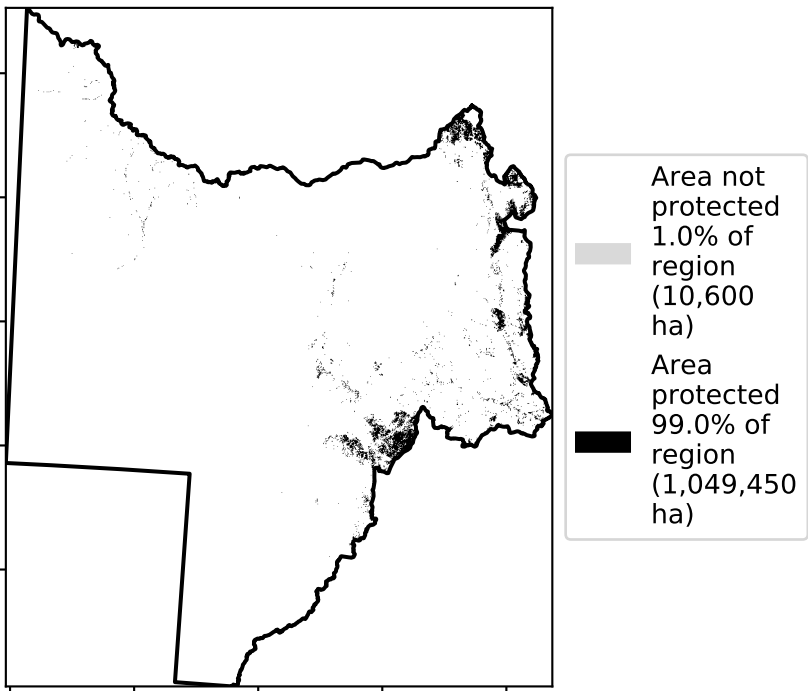 Area not
protected
1.0% of
region
(10,600
ha)
Area
protected
99.0% of
region
(1,049,450
ha)